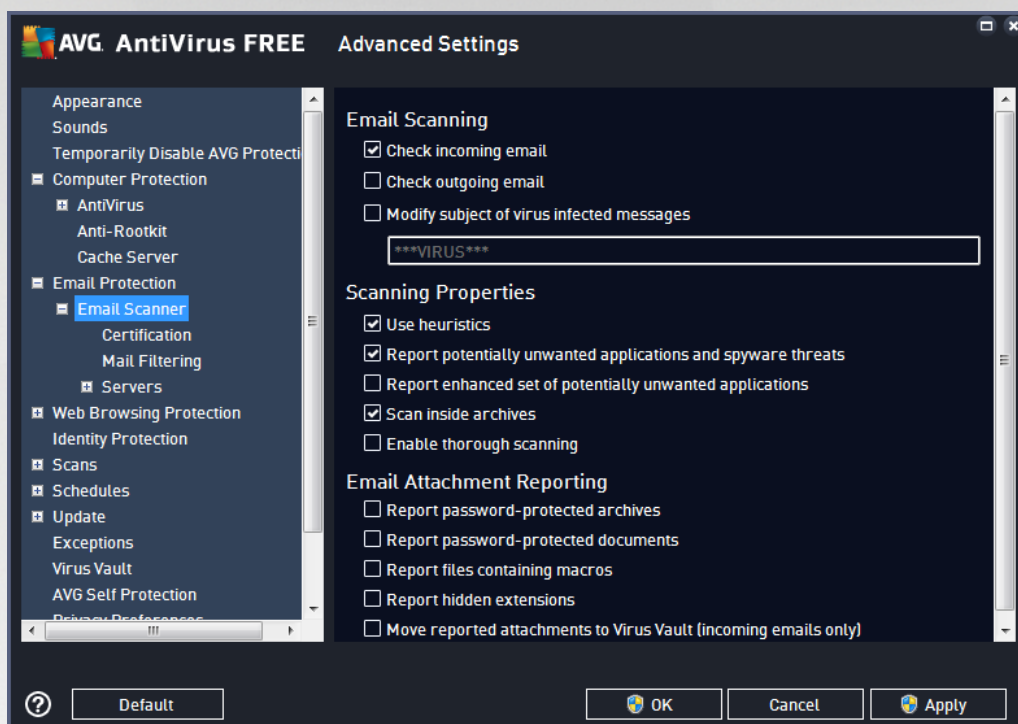 AVG. AntiVirus FREE Advanced Settings
Appearance
Sounds
Temporarily Disable AVG Protecti
Computer Protection
AntiVirus
Anti-Rootkit
Cache Server
Email Protection
Email Scanner
Certification
Mail Filtering
Servers
Web Browsing Protection
Identity Protection
Scans
Schedules
Update
Exceptions
Virus Vault
AVG Self Protection
Privacy Preferences
Email Scanning
Check incoming email
Check outgoing email
Modify subject of virus infected messages
***VIRUS***
Scanning Properties
Use heuristics
Report potentially unwanted applications and spyware threats
Report enhanced set of potentially unwanted applications
Scan inside archives
Enable thorough scanning
Email Attachment Reporting
Report password-protected archives
Report password-protected documents
Report files containing macros
Report hidden extensions
Move reported attachments to Virus Vault (incoming emails only)
? Default OK Cancel Apply